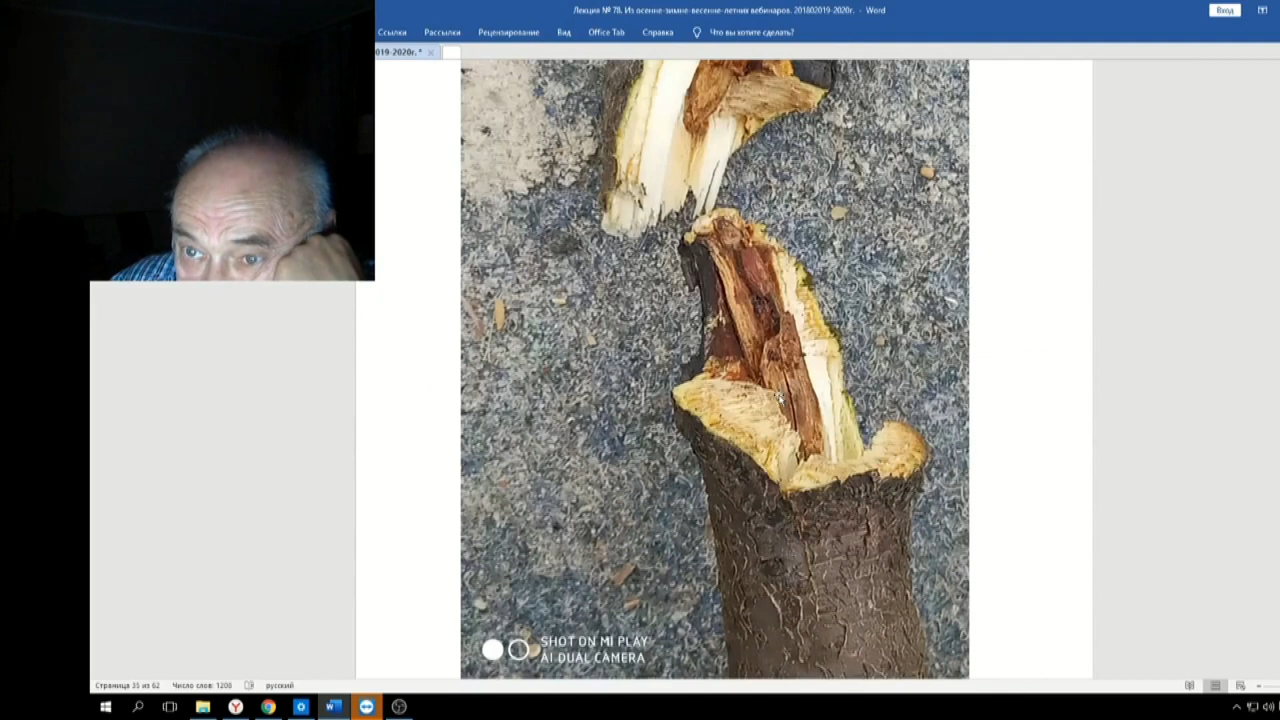 Лекция № 78. Из осенне-зимне-весенне-летних вебинаров. 201802019-2020г. - Word
Вход
Ссылки
Рассылки
Рецензирование
Вид
Office Tab
Справка
Что вы хотите сделать?
019-2020г. *
SHOT ON MI PLAY
AI DUAL CAMERA
Страница 35 из 62
Число слов: 1208
русский